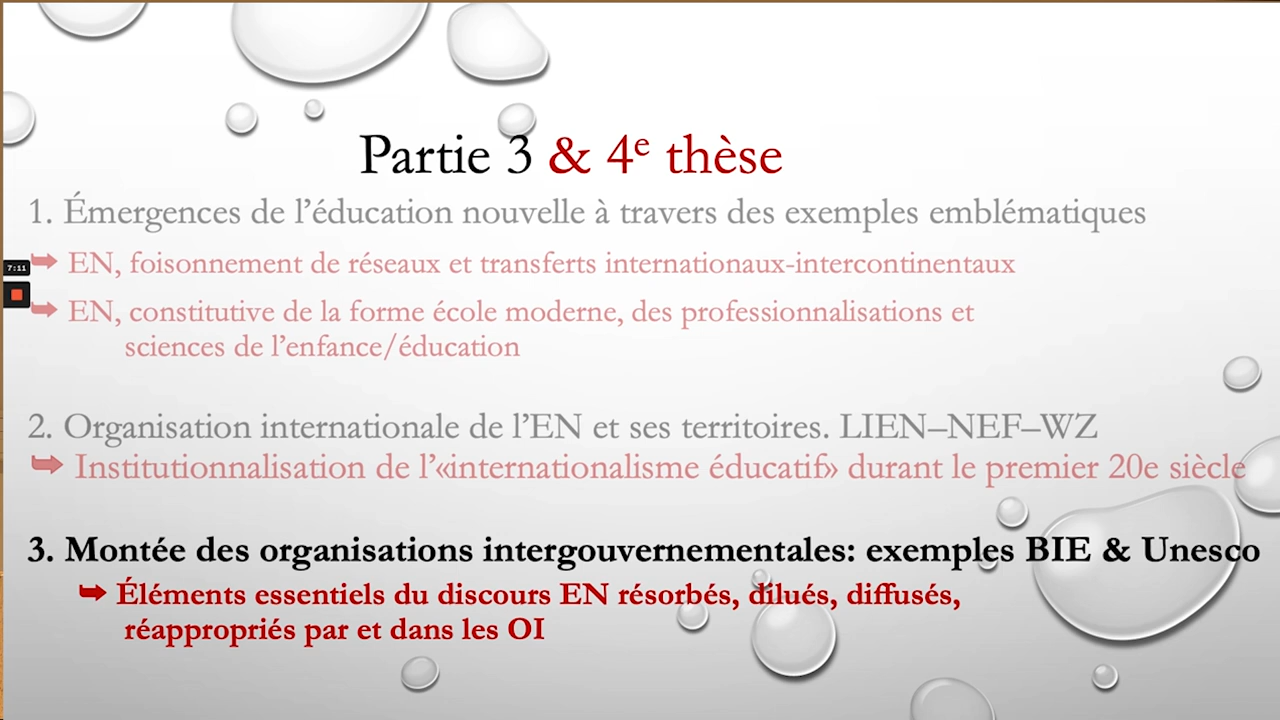 Partie 3 & 4e thèse
1. Émergences de l’éducation nouvelle à travers des exemples emblématiques
➥ EN, foisonnement de réseaux et transferts internationaux-intercontinentaux
7:11
➥ EN, constitutive de la forme école moderne, des professionnalisations et
sciences de l’enfance/éducation
2. Organisation internationale de l’EN et ses territoires. LIEN–NEF–WZ
➥ Institutionnalisation de l’«internationalisme éducatif» durant le premier 20e siècle
3. Montée des organisations intergouvernementales: exemples BIE & Unesco
➥ Éléments essentiels du discours EN résorbés, dilués, diffusés,
réappropriés par et dans les OI